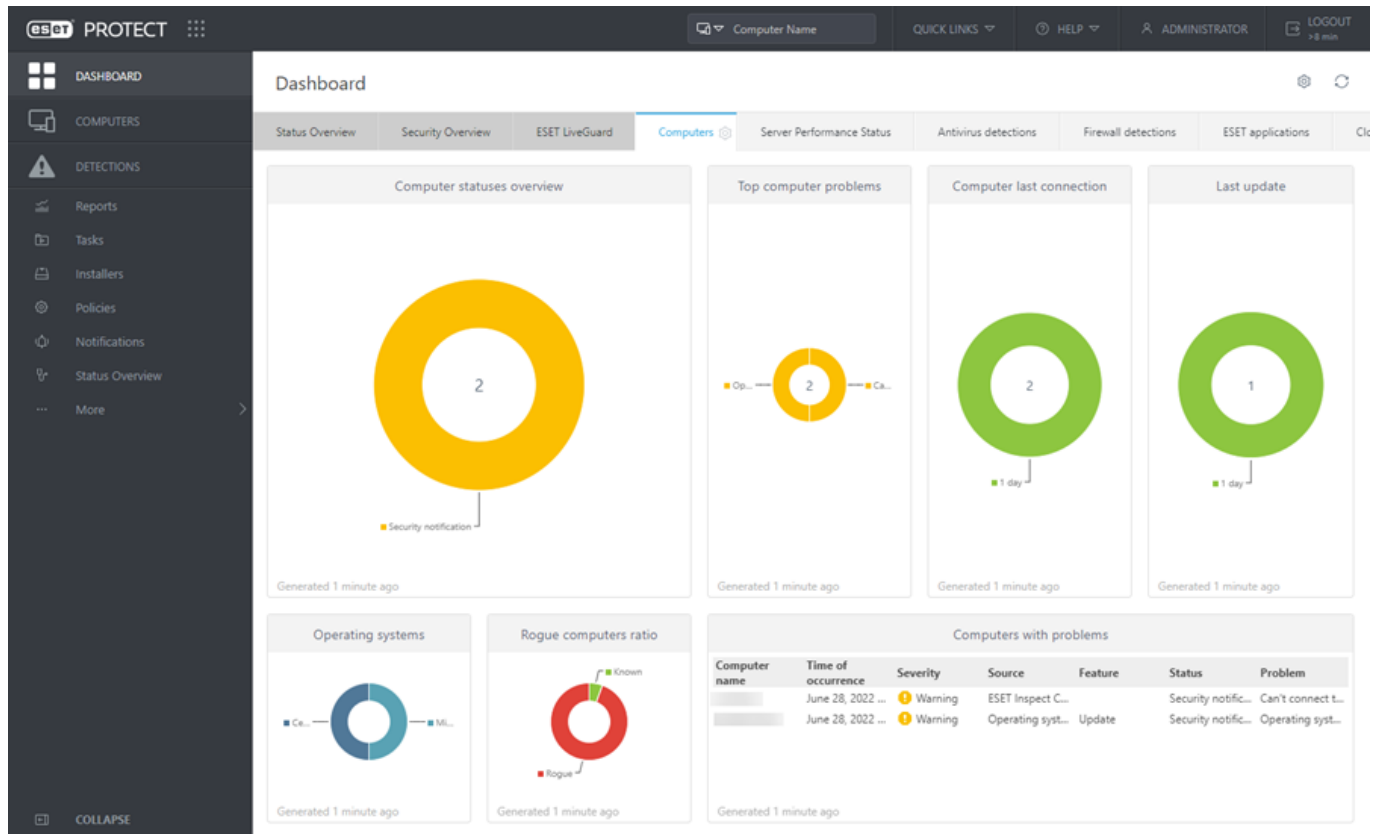 eset PROTECT
Computer Name
QUICK LINKS
HELP
ADMINISTRATOR
LOGOUT
>8 min
DASHBOARD
COMPUTERS
DETECTIONS
Reports
Tasks
Installers
Policies
Notifications
Status Overview
More
COLLAPSE
Dashboard
Status Overview Security Overview ESET LiveGuard Computers Server Performance Status Antivirus detections Firewall detections ESET applications Clo
Computer statuses overview
2
Security notification
Generated 1 minute ago
Top computer problems
Op... 2 Ca...
Generated 1 minute ago
Computer last connection
2
1 day
Generated 1 minute ago
Last update
1
1 day
Generated 1 minute ago
Operating systems
Ce... Mi...
Generated 1 minute ago
Rogue computers ratio
Known
Rogue
Generated 1 minute ago
Computers with problems
Computer name Time of occurrence Severity Source Feature Status Problem
June 28, 2022 ... Warning ESET Inspect C... Security notific... Can't connect t...
June 28, 2022 ... Warning Operating syst... Update Security notific... Operating syst...
Generated 1 minute ago